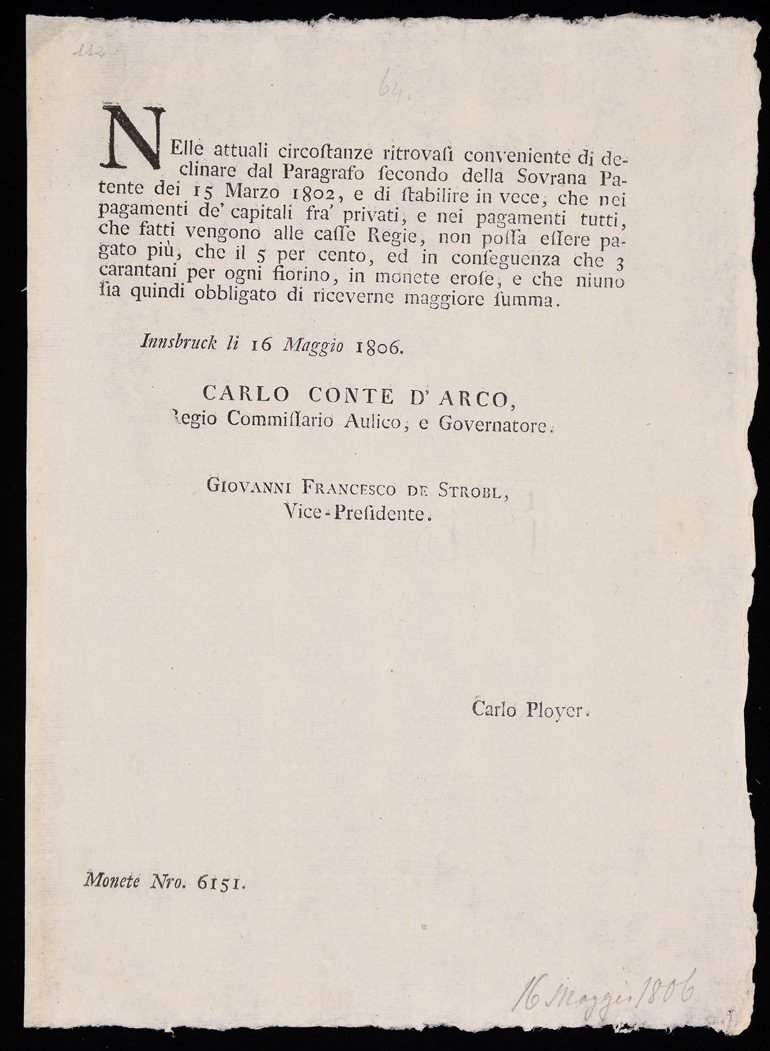 112
64.
NElle attuali circoſtanze ritrovaſi conveniente di de-
clinare dal Paragrafo ſecondo della Sovrana Pa-
tente dei 15 Marzo 1802, e di ſtabilire in vece, che nei
pagamenti de' capitali fra' privati, e nei pagamenti tutti,
che fatti vengono alle caſſe Regie, non poſſa eſſere pa-
gato più, che il 5 per cento, ed in conſeguenza che 3
carantani per ogni fiorino, in monete eroſe, e che niuno
ſia quindi obbligato di riceverne maggiore ſumma.
Innsbruck li 16 Maggio 1806.
CARLO CONTE D' ARCO,
Regio Commiſſario Aulico, e Governatore.
GIOVANNI FRANCESCO DE STROBL,
Vice-Preſidente.
Carlo Ployer.
Monete Nro. 6151.
16 Maggio 1806